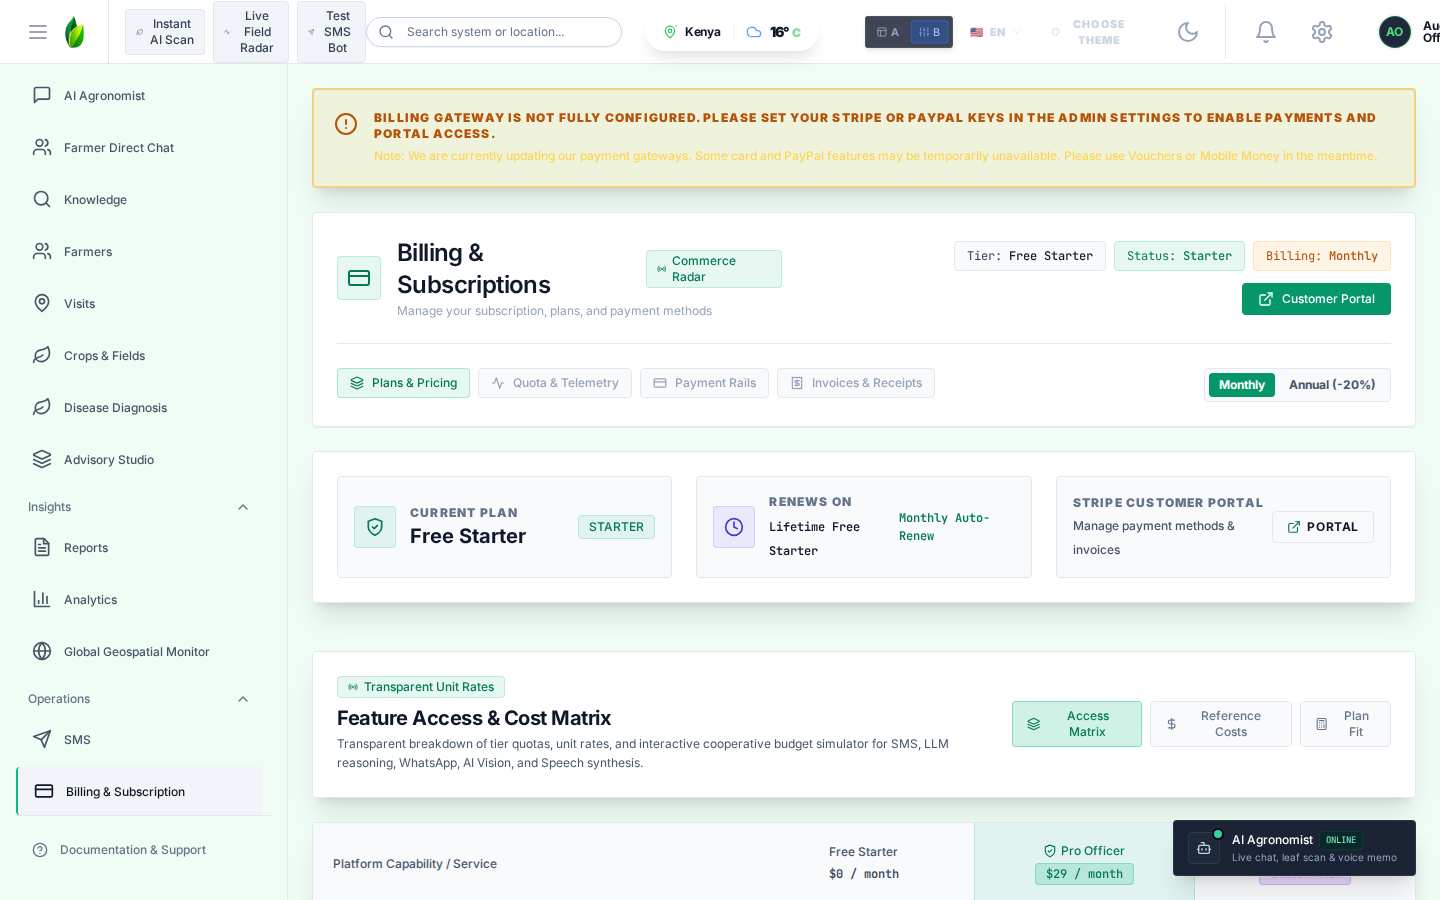 Instant
AI Scan
Live
Field
Radar
Test
SMS
Bot
Search system or location...
Kenya
16° C
A
B
EN
CHOOSE
THEME
AO
Au
Off
AI Agronomist
Farmer Direct Chat
Knowledge
Farmers
Visits
Crops & Fields
Disease Diagnosis
Advisory Studio
Insights
Reports
Analytics
Global Geospatial Monitor
Operations
SMS
Billing & Subscription
Documentation & Support
BILLING GATEWAY IS NOT FULLY CONFIGURED. PLEASE SET YOUR STRIPE OR PAYPAL KEYS IN THE ADMIN SETTINGS TO ENABLE PAYMENTS AND
PORTAL ACCESS.
Note: We are currently updating our payment gateways. Some card and PayPal features may be temporarily unavailable. Please use Vouchers or Mobile Money in the meantime.
Billing &
Subscriptions
Commerce
Radar
Manage your subscription, plans, and payment methods
Tier: Free Starter
Status: Starter
Billing: Monthly
Customer Portal
Plans & Pricing
Quota & Telemetry
Payment Rails
Invoices & Receipts
Monthly
Annual (-20%)
CURRENT PLAN
Free Starter
STARTER
RENEWS ON
Lifetime Free
Starter
Monthly Auto-
Renew
STRIPE CUSTOMER PORTAL
Manage payment methods &
invoices
PORTAL
Transparent Unit Rates
Feature Access & Cost Matrix
Transparent breakdown of tier quotas, unit rates, and interactive cooperative budget simulator for SMS, LLM
reasoning, WhatsApp, AI Vision, and Speech synthesis.
Access
Matrix
Reference
Costs
Plan
Fit
Platform Capability / Service
Free Starter
$0 / month
Pro Officer
$29 / month
AI Agronomist
ONLINE
Live chat, leaf scan & voice memo